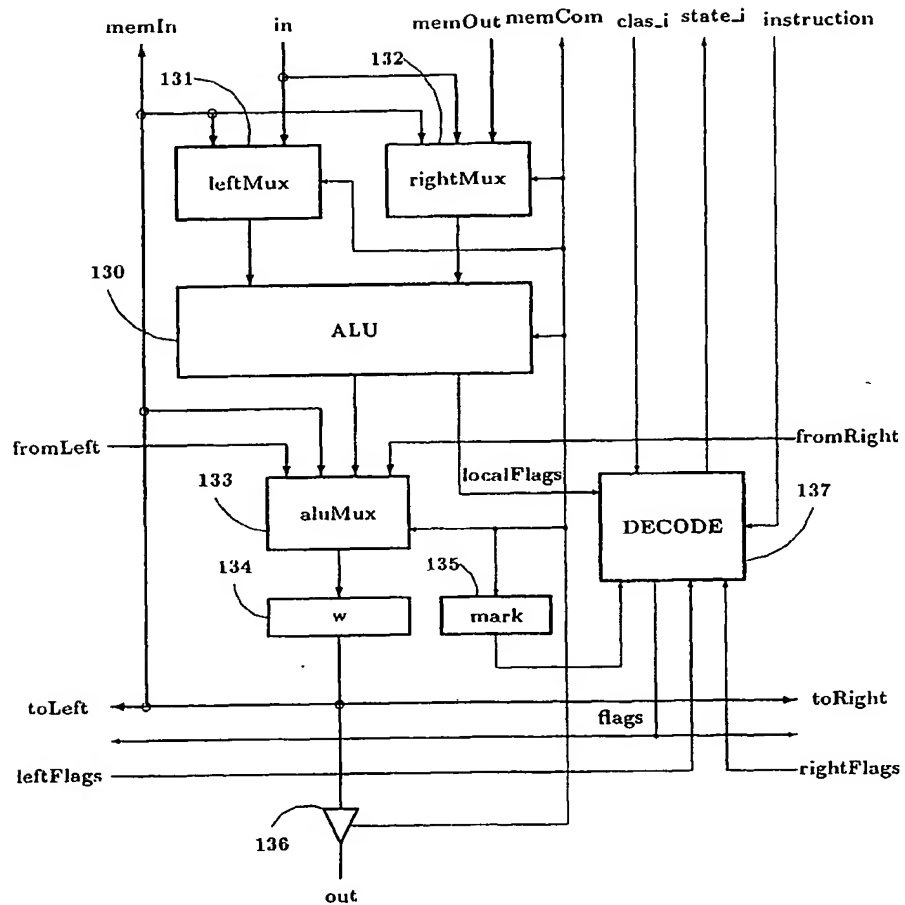 memIn in memOut memCom clas_i state_i instruction
131 132
leftMux rightMux
130
ALU
fromLeft fromRight
localFlags
133 aluMux DECODE 137
134 135
w mark
toLeft toRight
flags
leftFlags rightFlags
136
out